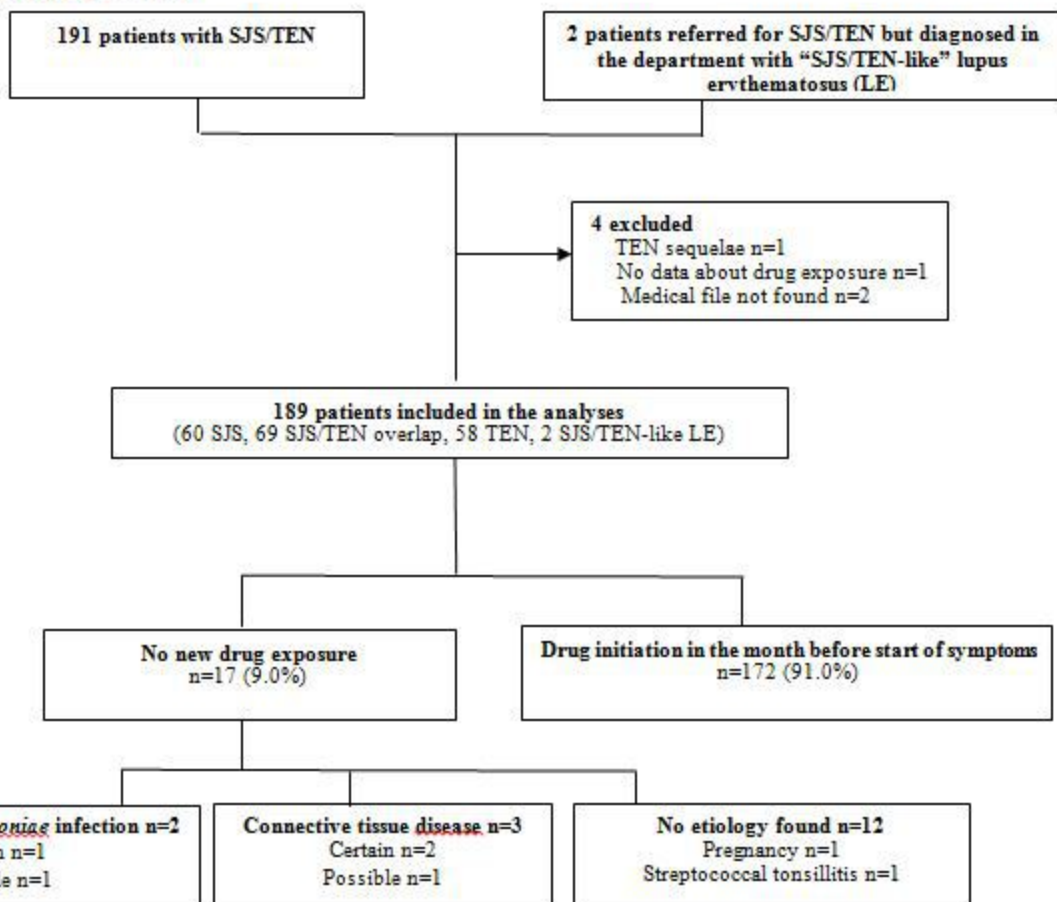 191 patients with SJS/TEN
2 patients referred for SJS/TEN but diagnosed in
the department with “SJS/TEN-like” lupus
erythematosus (LE)
4 excluded
TEN sequelae n=1
No data about drug exposure n=1
Medical file not found n=2
189 patients included in the analyses
(60 SJS, 69 SJS/TEN overlap, 58 TEN, 2 SJS/TEN-like LE)
No new drug exposure
n=17 (9.0%)
Drug initiation in the month before start of symptoms
n=172 (91.0%)
oniae infection n=2
n=1
e n=1
Connective tissue disease n=3
Certain n=2
Possible n=1
No etiology found n=12
Pregnancy n=1
Streptococcal tonsillitis n=1